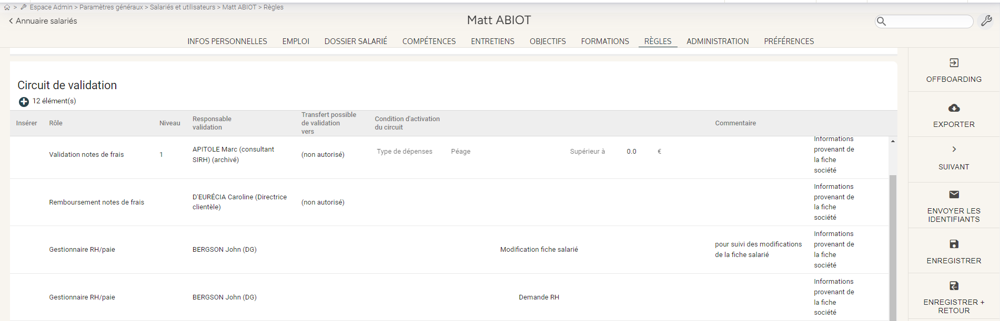 > Espace Admin > Paramètres généraux > Salariés et utilisateurs > Matt ABIOT > Règles
Annuaire salariés
Matt ABIOT
INFOS PERSONNELLES EMPLOI DOSSIER SALARIÉ COMPÉTENCES ENTRETIENS OBJECTIFS FORMATIONS RÈGLES ADMINISTRATION PRÉFÉRENCES
Circuit de validation
12 élément(s)
Insérer
Rôle
Niveau
Responsable
validation
Transfert possible
de validation
vers
Condition d'activation
du circuit
Commentaire
Validation notes de frais
1
APITOLE Marc (consultant
SIRH) (archivé)
(non autorisé)
Type de dépenses
Péage
Supérieur à
0.0
€
Informations
provenant de
la fiche
société
Remboursement notes de frais
D'EURÉCIA Caroline (Directrice
clientèle)
(non autorisé)
Informations
provenant de
la fiche
société
Gestionnaire RH/paie
BERGSON John (DG)
Modification fiche salarié
pour suivi des modifications
de la fiche salarié
Informations
provenant de
la fiche
société
Gestionnaire RH/paie
BERGSON John (DG)
Demande RH
Informations
provenant de
la fiche
société
OFFBOARDING
EXPORTER
SUIVANT
ENVOYER LES
IDENTIFIANTS
ENREGISTRER
ENREGISTRER +
RETOUR